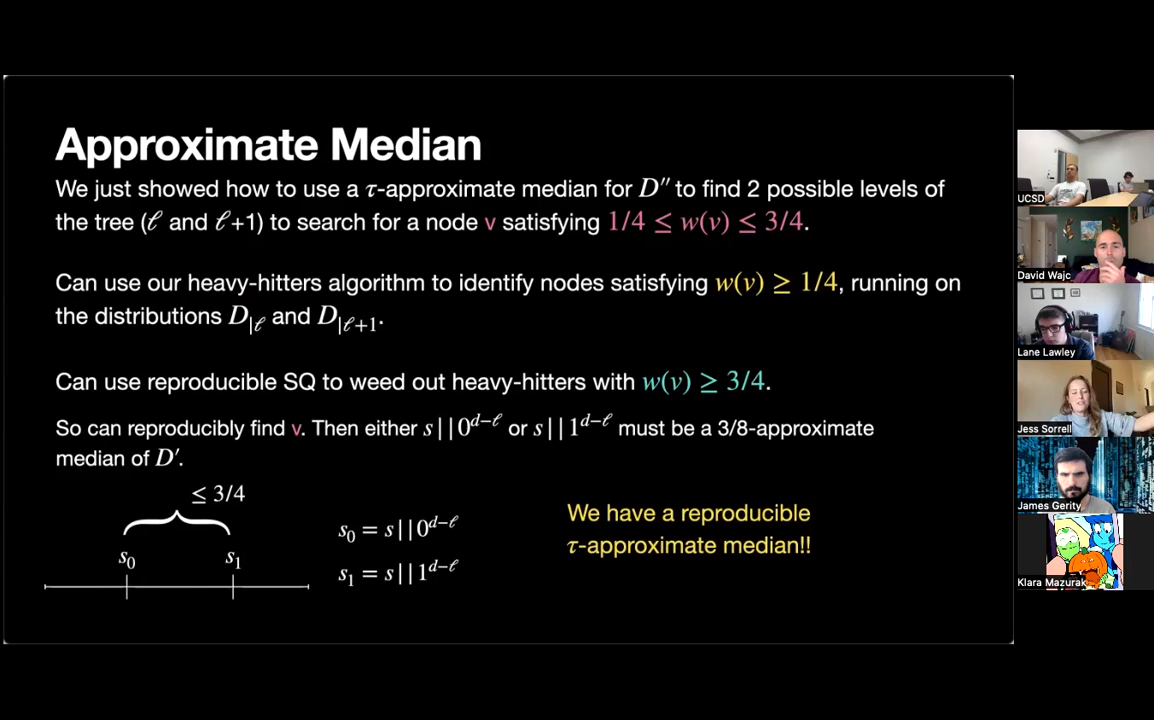 Approximate Median
We just showed how to use a τ-approximate median for D′′ to find 2 possible levels of
the tree (ℓ and ℓ+1) to search for a node v satisfying 1/4 ≤ w(v) ≤ 3/4.
Can use our heavy-hitters algorithm to identify nodes satisfying w(v) ≥ 1/4, running on
the distributions D|ℓ and D|ℓ+1.
Can use reproducible SQ to weed out heavy-hitters with w(v) ≥ 3/4.
So can reproducibly find v. Then either s||0^{d−ℓ} or s||1^{d−ℓ} must be a 3/8-approximate
median of D′.
≤ 3/4
s₀ s₁
s₀ = s||0^{d−ℓ}
s₁ = s||1^{d−ℓ}
We have a reproducible
τ-approximate median!!
UCSD
David Wajc
Lane Lawley
Jess Sorrell
James Gerity
Klara Mazurak